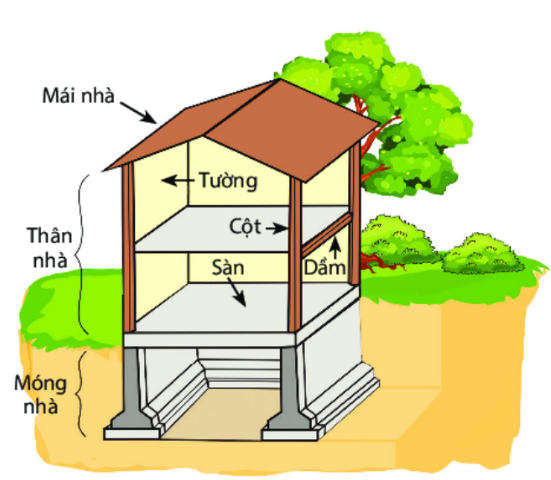 Mái nhà
Tường
Cột
Thân
nhà
Sàn
Dầm
Móng
nhà